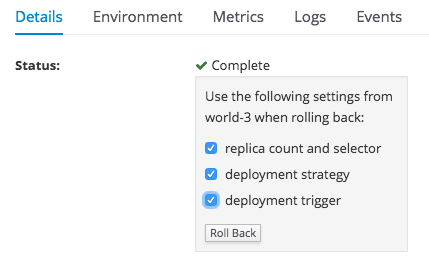 Details Environment Metrics Logs Events
Status: Complete
Use the following settings from
world-3 when rolling back:
replica count and selector
deployment strategy
deployment trigger
Roll Back